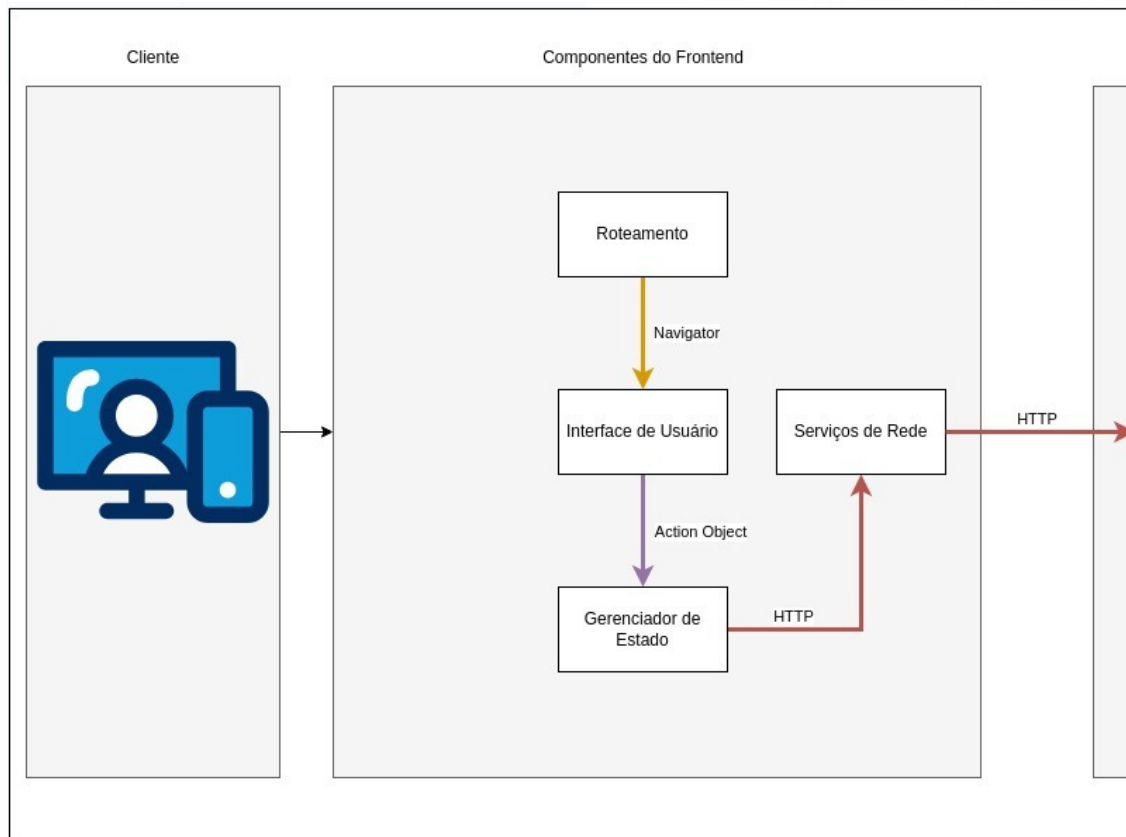 Cliente
Componentes do Frontend
Roteamento
Navigator
Interface de Usuário
Serviços de Rede
HTTP
Action Object
Gerenciador de
Estado
HTTP